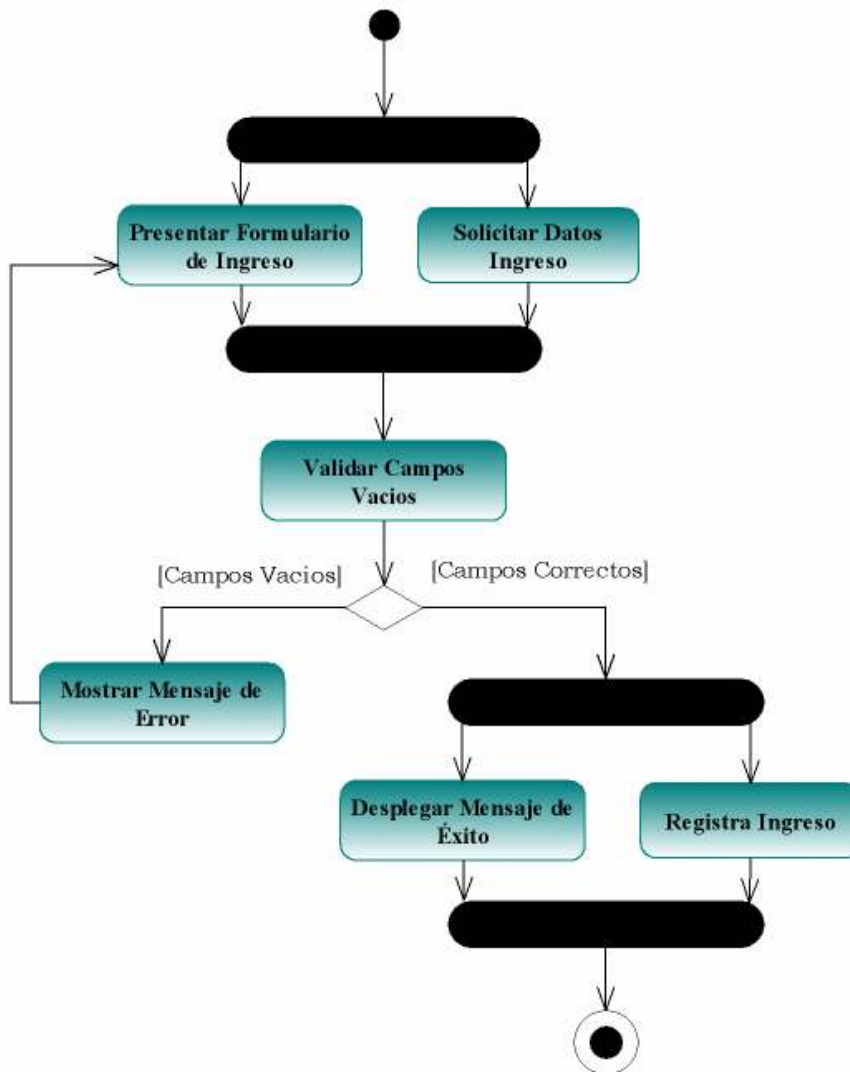 Presentar Formulario
de Ingreso
Solicitar Datos
Ingreso
Validar Campos
Vacios
[Campos Vacios]
[Campos Correctos]
Mostrar Mensaje de
Error
Desplegar Mensaje de
Éxito
Registra Ingreso